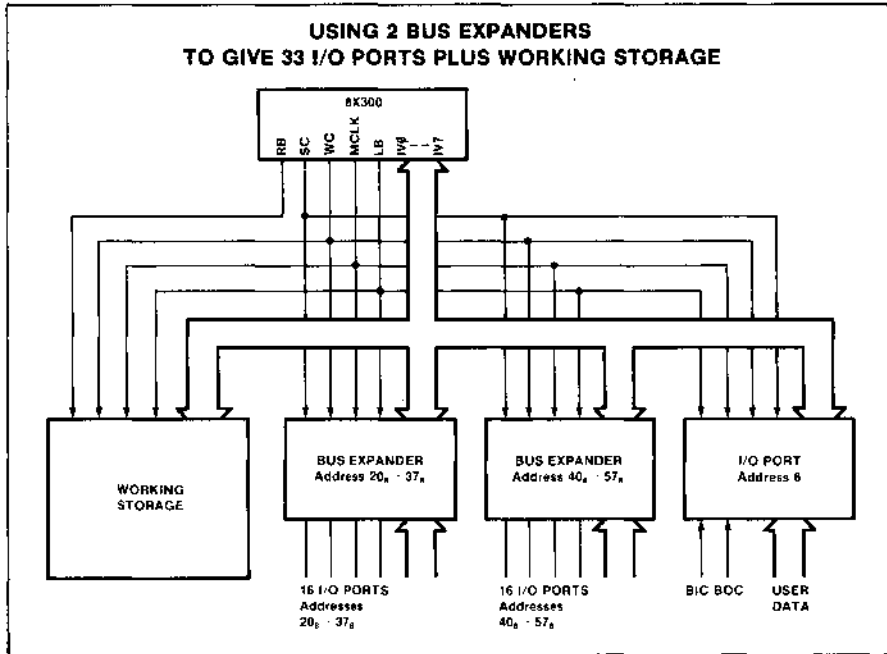 USING 2 BUS EXPANDERS
TO GIVE 33 I/O PORTS PLUS WORKING STORAGE
8X300
RB SC WC MCLK LB IVØ IV7
WORKING
STORAGE
BUS EXPANDER
Address 20₈ - 37₈
BUS EXPANDER
Address 40₈ - 57₈
I/O PORT
Address 6
16 I/O PORTS
Addresses
20₈ - 37₈
16 I/O PORTS
Addresses
40₈ - 57₈
BIC BOC
USER
DATA